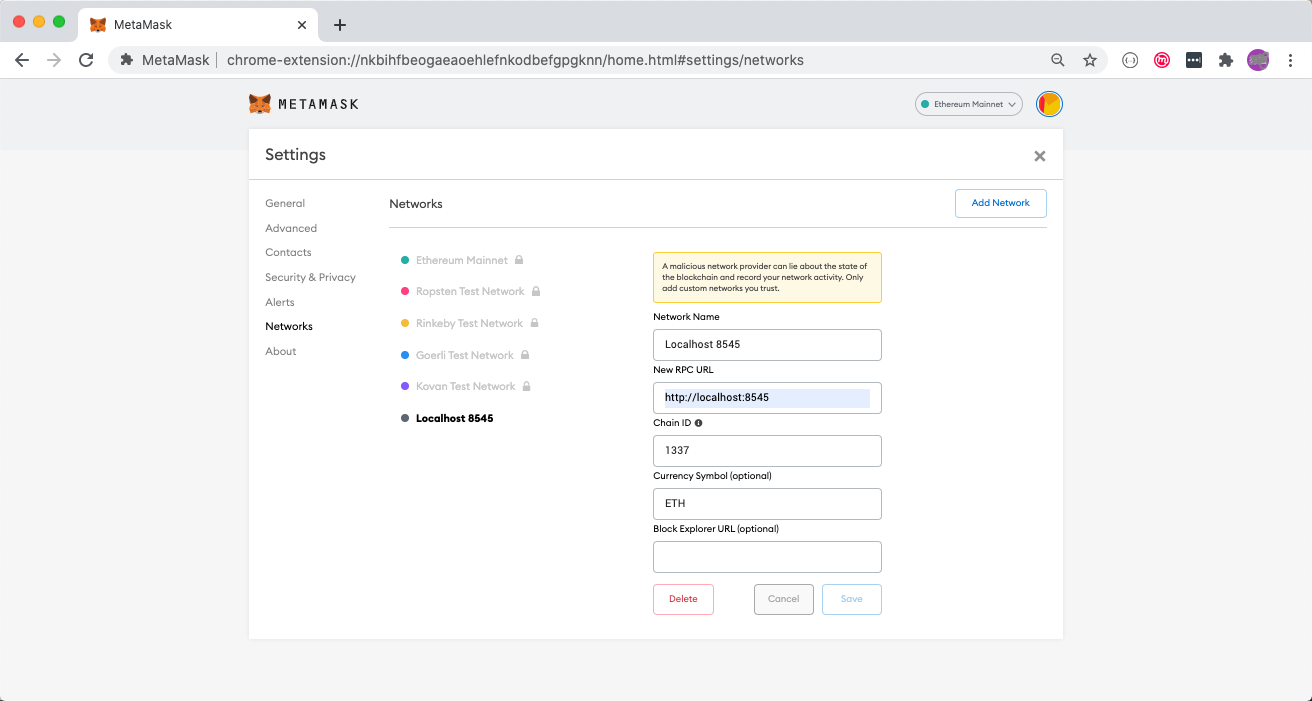 MetaMask
MetaMask
chrome-extension://nkbihfbeogaeaoehlefnkodbefgpgknn/home.html#settings/networks
METAMASK
Ethereum Mainnet
Settings
General
Advanced
Contacts
Security & Privacy
Alerts
Networks
About
Networks
Add Network
Ethereum Mainnet
Ropsten Test Network
Rinkeby Test Network
Goerli Test Network
Kovan Test Network
Localhost 8545
A malicious network provider can lie about the state of
the blockchain and record your network activity. Only
add custom networks you trust.
Network Name
Localhost 8545
New RPC URL
http://localhost:8545
Chain ID
1337
Currency Symbol (optional)
ETH
Block Explorer URL (optional)
Delete
Cancel
Save